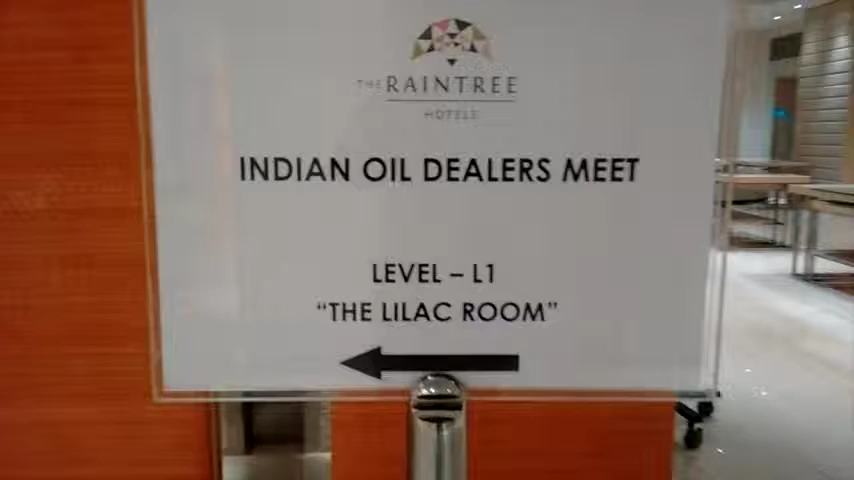 THE RAINTREE
HOTELS
INDIAN OIL DEALERS MEET
LEVEL – L1
“THE LILAC ROOM”